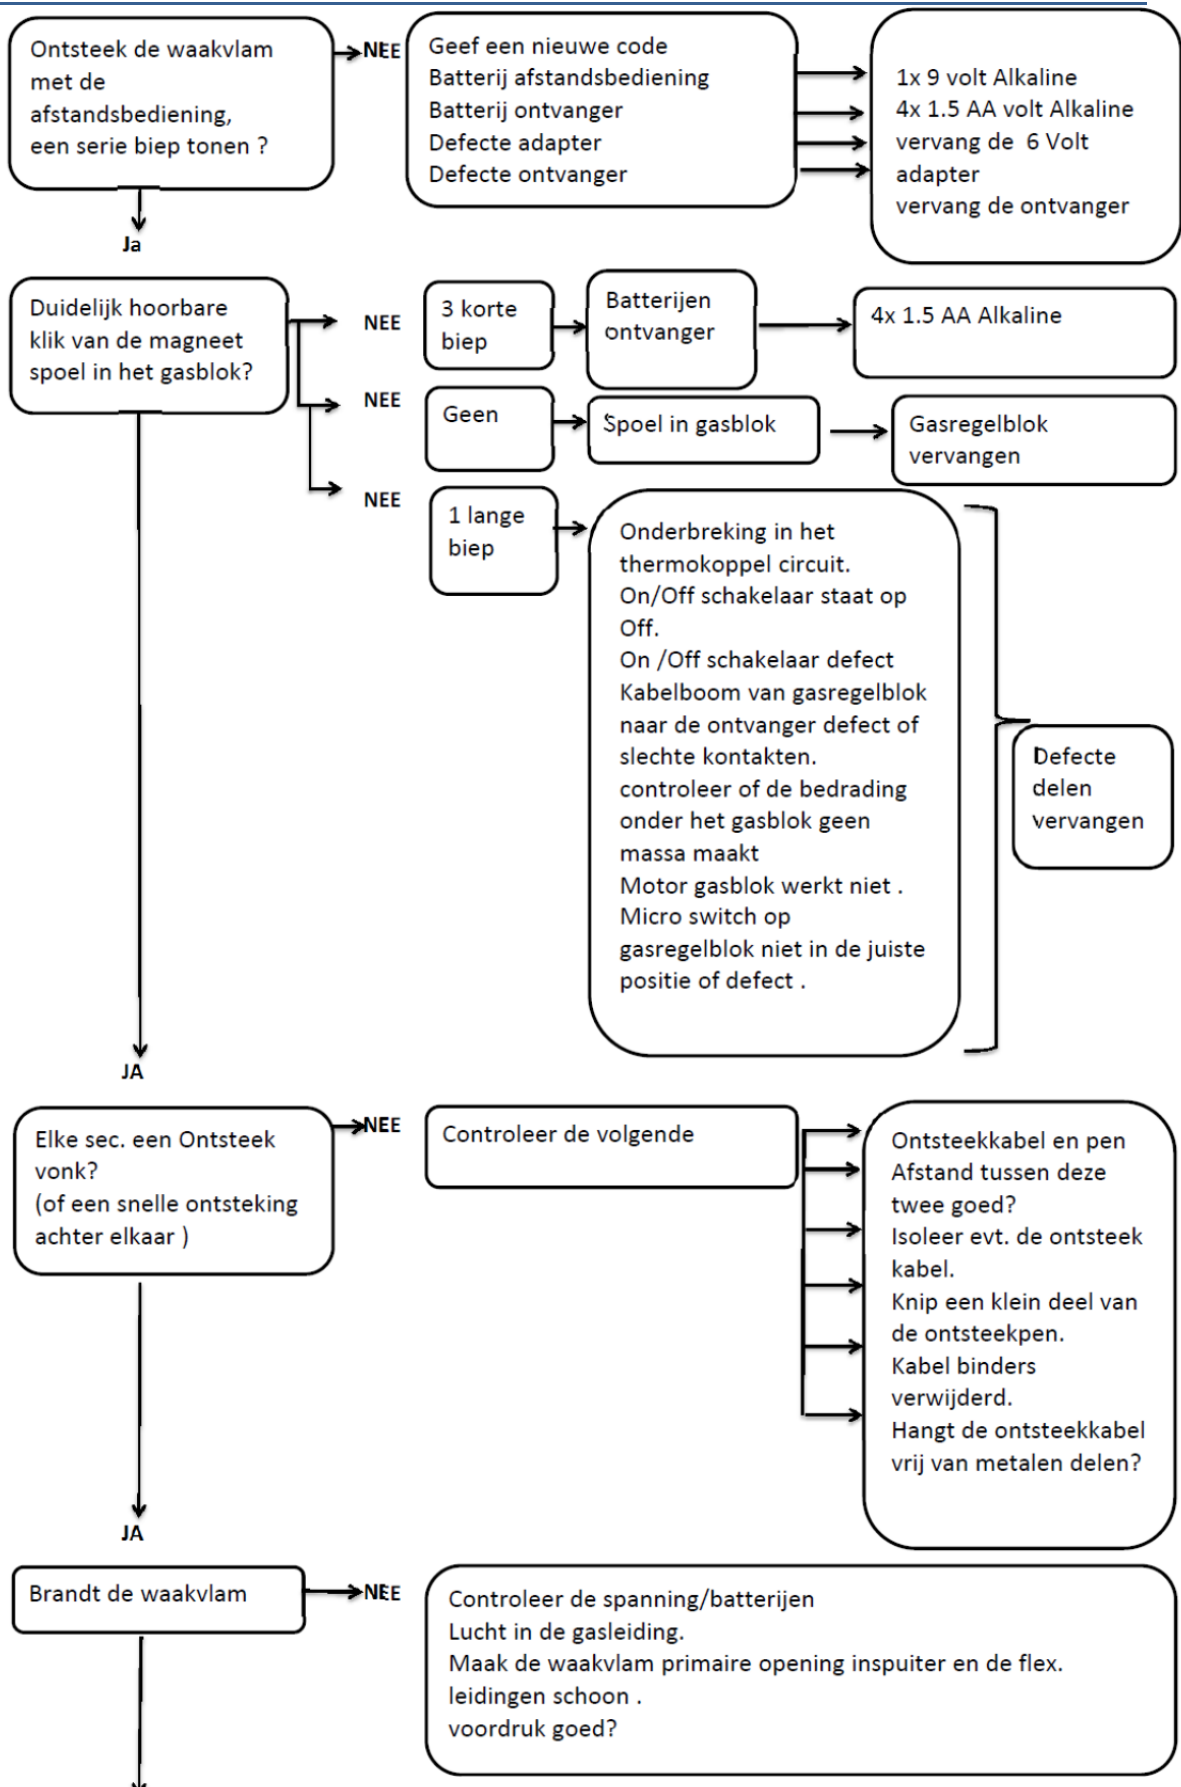 Ontsteek de waakvlam
met de
afstandsbediening,
een serie biep tonen ?
NEE
Geef een nieuwe code
Batterij afstandsbediening
Batterij ontvanger
Defecte adapter
Defecte ontvanger
1x 9 volt Alkaline
4x 1.5 AA volt Alkaline
vervang de 6 Volt
adapter
vervang de ontvanger
Ja
Duidelijk hoorbare
klik van de magneet
spoel in het gasblok?
NEE
3 korte
biep
Batterijen
ontvanger
4x 1.5 AA Alkaline
NEE
Geen
Spoel in gasblok
Gasregelblok
vervangen
NEE
1 lange
biep
Onderbreking in het
thermokoppel circuit.
On/Off schakelaar staat op
Off.
On /Off schakelaar defect
Kabelboom van gasregelblok
naar de ontvanger defect of
slechte kontakten.
controleer of de bedrading
onder het gasblok geen
massa maakt
Motor gasblok werkt niet .
Micro switch op
gasregelblok niet in de juiste
positie of defect .
Defecte
delen
vervangen
JA
Elke sec. een Ontsteek
vonk?
(of een snelle ontsteking
achter elkaar )
NEE
Controleer de volgende
Ontsteekkabel en pen
Afstand tussen deze
twee goed?
Isoleer evt. de ontsteek
kabel.
Knip een klein deel van
de ontsteekpen.
Kabel binders
verwijderd.
Hangt de ontsteekkabel
vrij van metalen delen?
JA
Brandt de waakvlam
NEE
Controleer de spanning/batterijen
Lucht in de gasleiding.
Maak de waakvlam primaire opening inspuiter en de flex.
leidingen schoon .
voordruk goed?